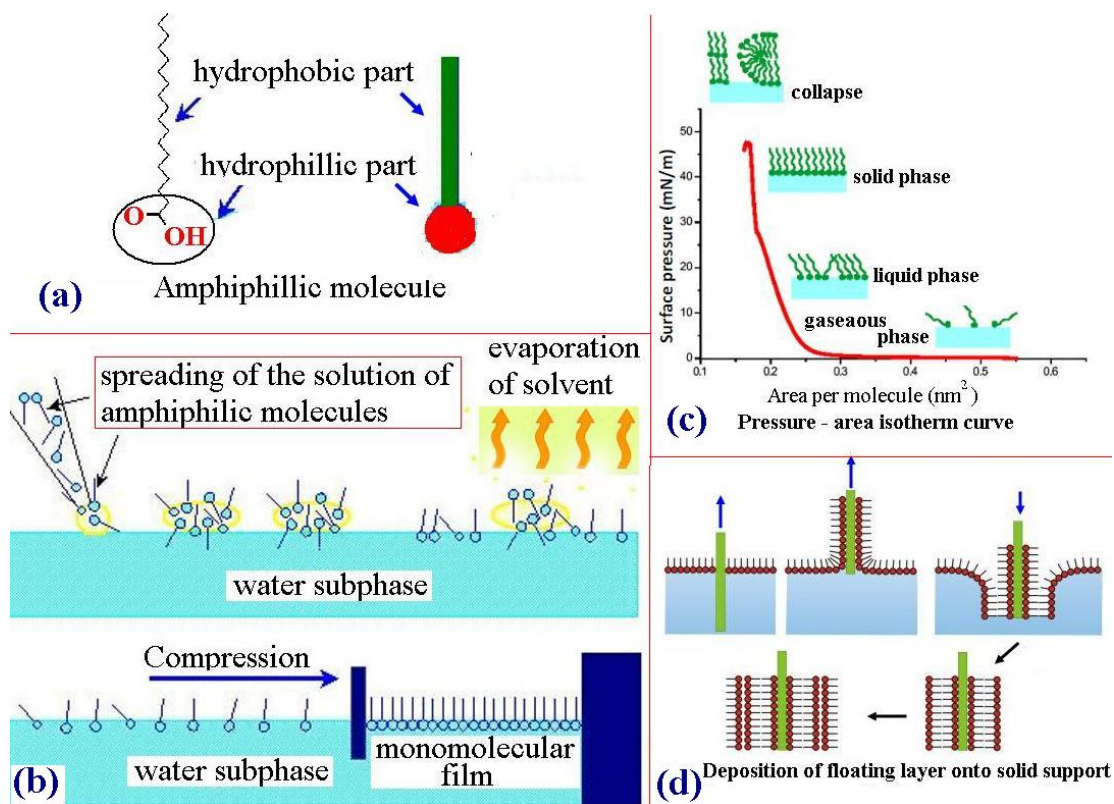 hydrophobic part
hydrophillic part
O
OH
Amphiphillic molecule
(a)
spreading of the solution of
amphiphilic molecules
evaporation
of solvent
water subphase
Compression
water subphase
monomolecular
film
(b)
collapse
solid phase
liquid phase
gaseaous
phase
Surface pressure (mN/m)
50
40
30
20
10
0
0.1
0.2
0.3
0.4
0.5
0.6
Area per molecule (nm²)
Pressure - area isotherm curve
(c)
(d)
Deposition of floating layer onto solid support